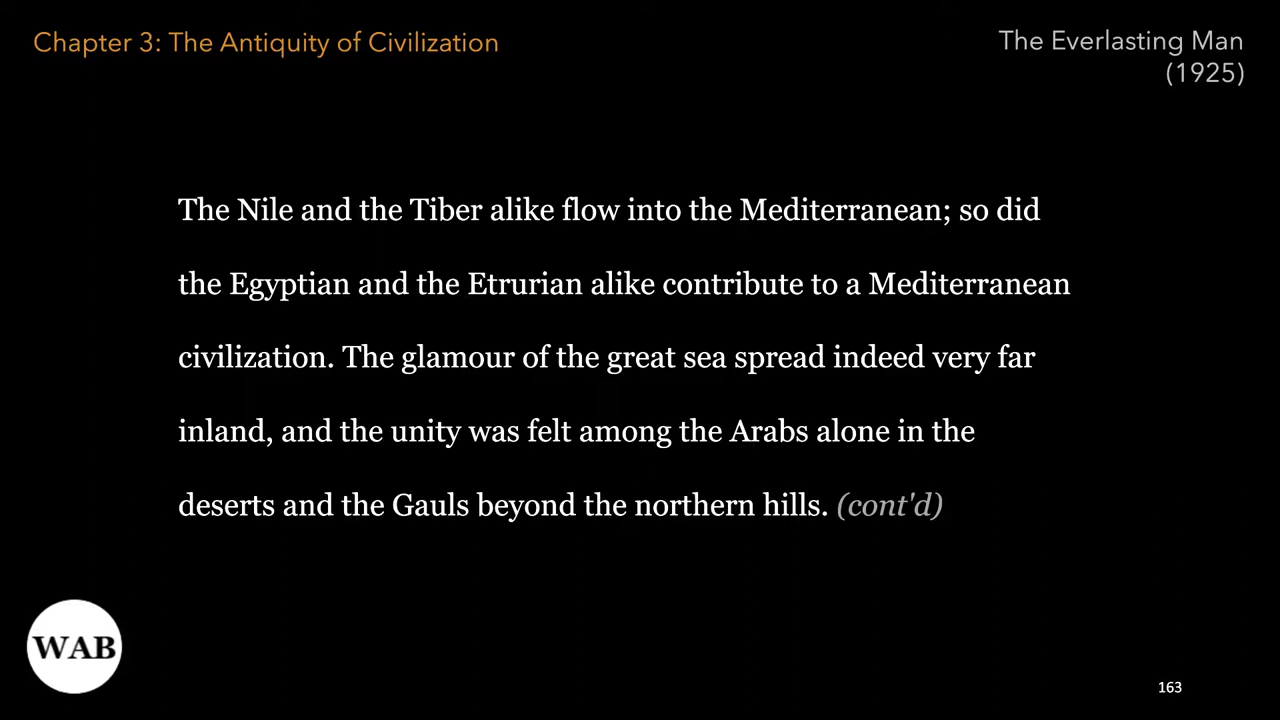 Chapter 3: The Antiquity of Civilization
The Everlasting Man
(1925)
The Nile and the Tiber alike flow into the Mediterranean; so did
the Egyptian and the Etrurian alike contribute to a Mediterranean
civilization. The glamour of the great sea spread indeed very far
inland, and the unity was felt among the Arabs alone in the
deserts and the Gauls beyond the northern hills. (cont'd)
WAB
163